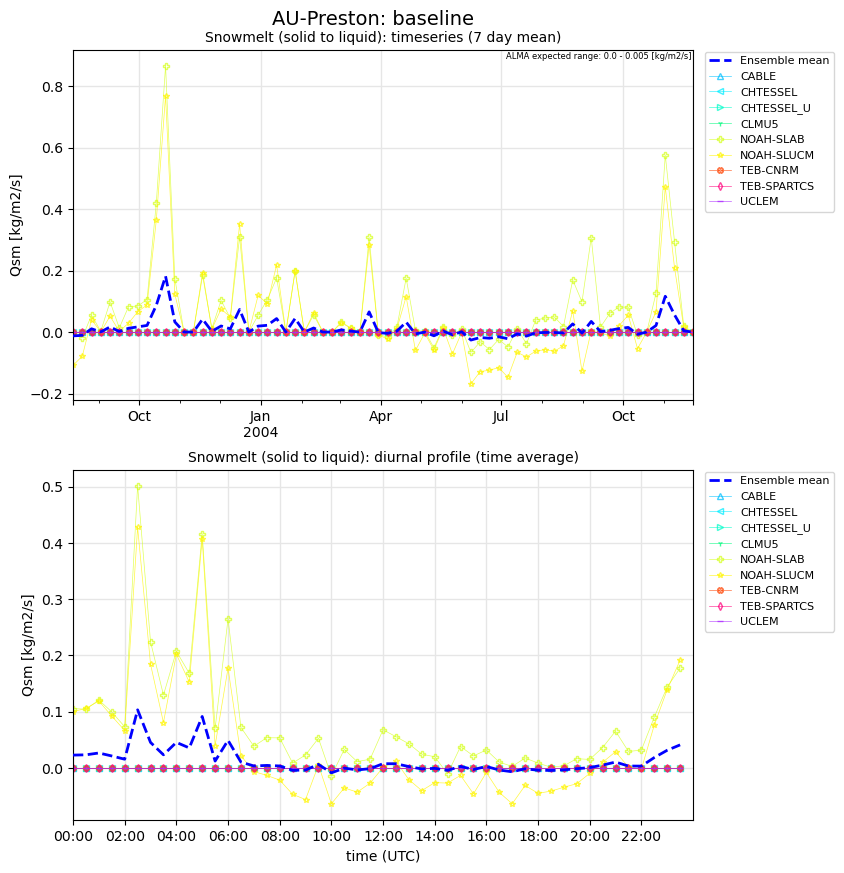 AU-Preston: baseline
Snowmelt (solid to liquid): timeseries (7 day mean)
ALMA expected range: 0.0 - 0.005 [kg/m2/s]
Qsm [kg/m2/s]
0.8
0.6
0.4
0.2
0.0
−0.2
Oct
Jan
2004
Apr
Jul
Oct
Ensemble mean
CABLE
CHTESSEL
CHTESSEL_U
CLMU5
NOAH-SLAB
NOAH-SLUCM
TEB-CNRM
TEB-SPARTCS
UCLEM
Snowmelt (solid to liquid): diurnal profile (time average)
Qsm [kg/m2/s]
0.5
0.4
0.3
0.2
0.1
0.0
00:00 02:00 04:00 06:00 08:00 10:00 12:00 14:00 16:00 18:00 20:00 22:00
time (UTC)
Ensemble mean
CABLE
CHTESSEL
CHTESSEL_U
CLMU5
NOAH-SLAB
NOAH-SLUCM
TEB-CNRM
TEB-SPARTCS
UCLEM